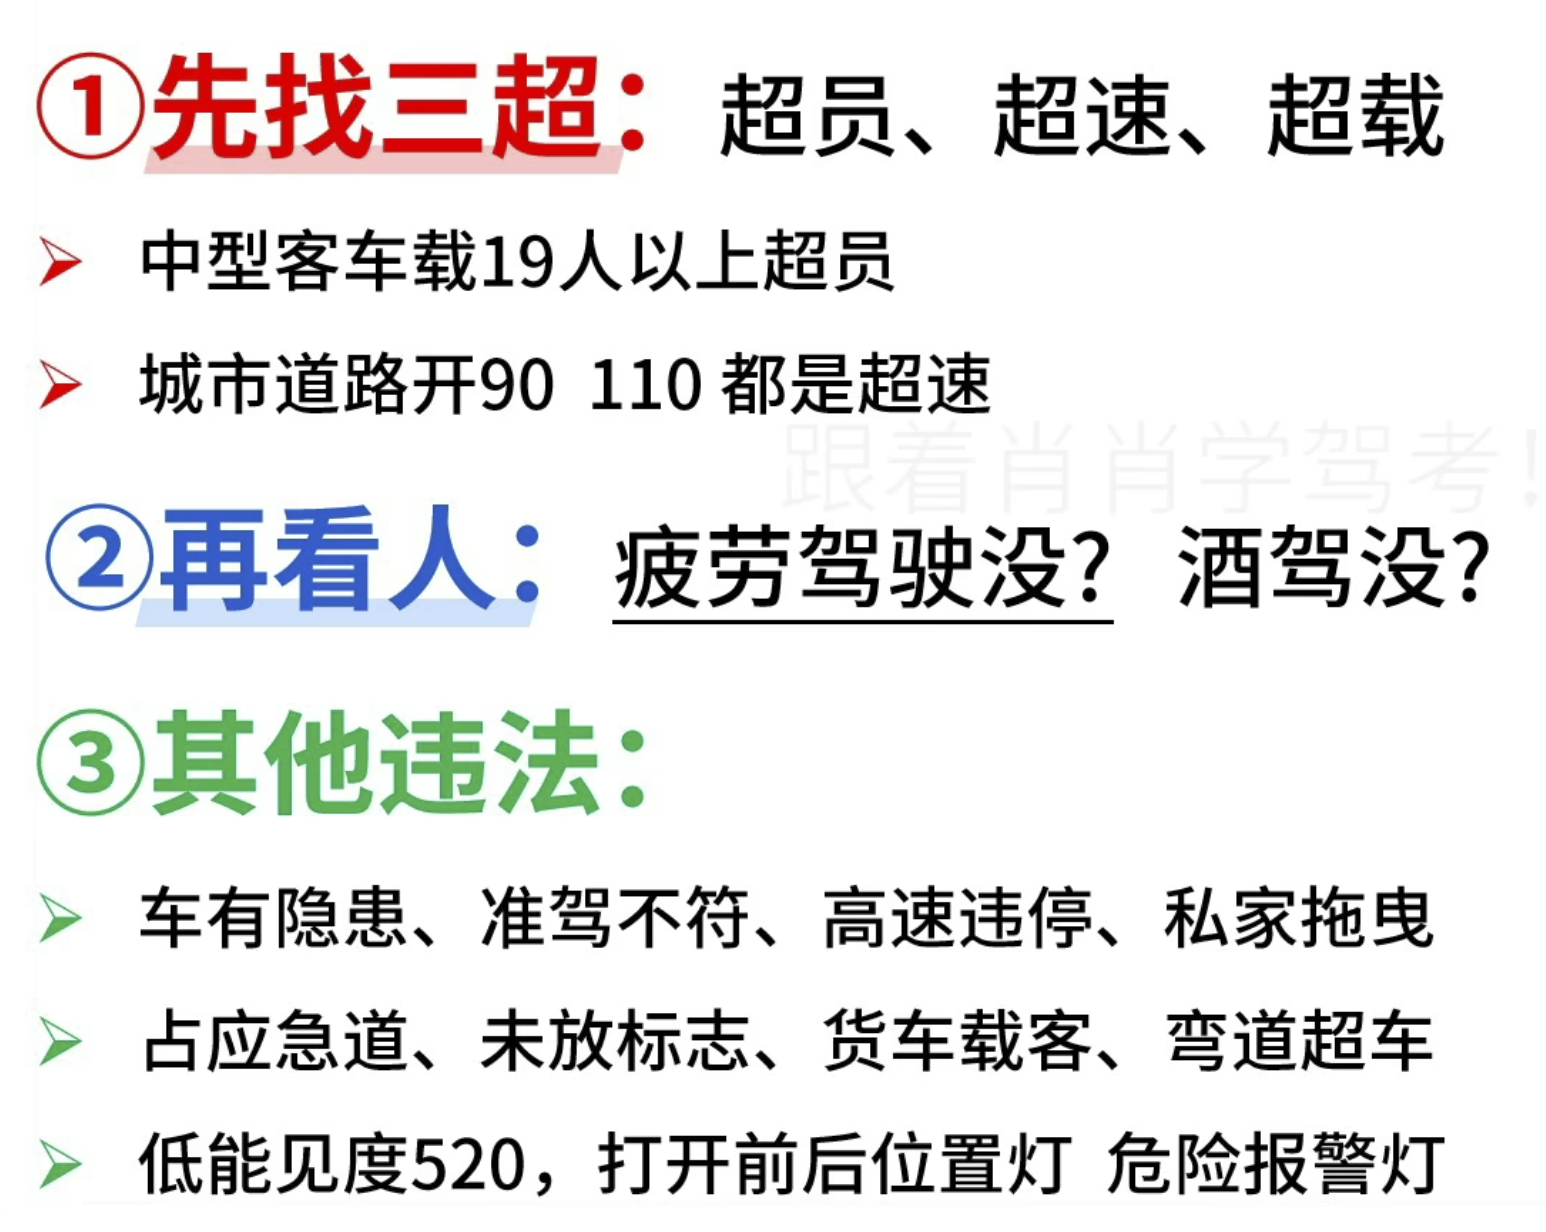 ①先找三超：超员、超速、超载
中型客车载19人以上超员
城市道路开90 110 都是超速
跟着肖肖学驾考！
②再看人：疲劳驾驶没? 酒驾没?
③其他违法：
车有隐患、准驾不符、高速违停、私家拖曳
占应急道、未放标志、货车载客、弯道超车
低能见度520，打开前后位置灯 危险报警灯